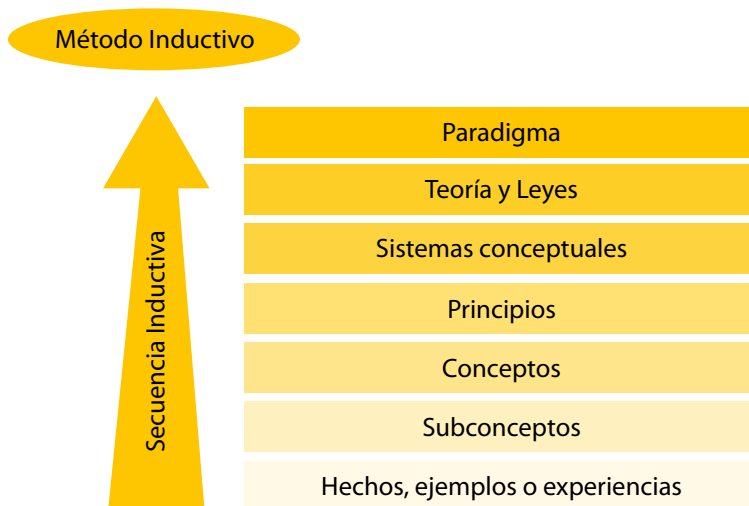 Método Inductivo
Secuencia Inductiva
Paradigma
Teoría y Leyes
Sistemas conceptuales
Principios
Conceptos
Subconceptos
Hechos, ejemplos o experiencias